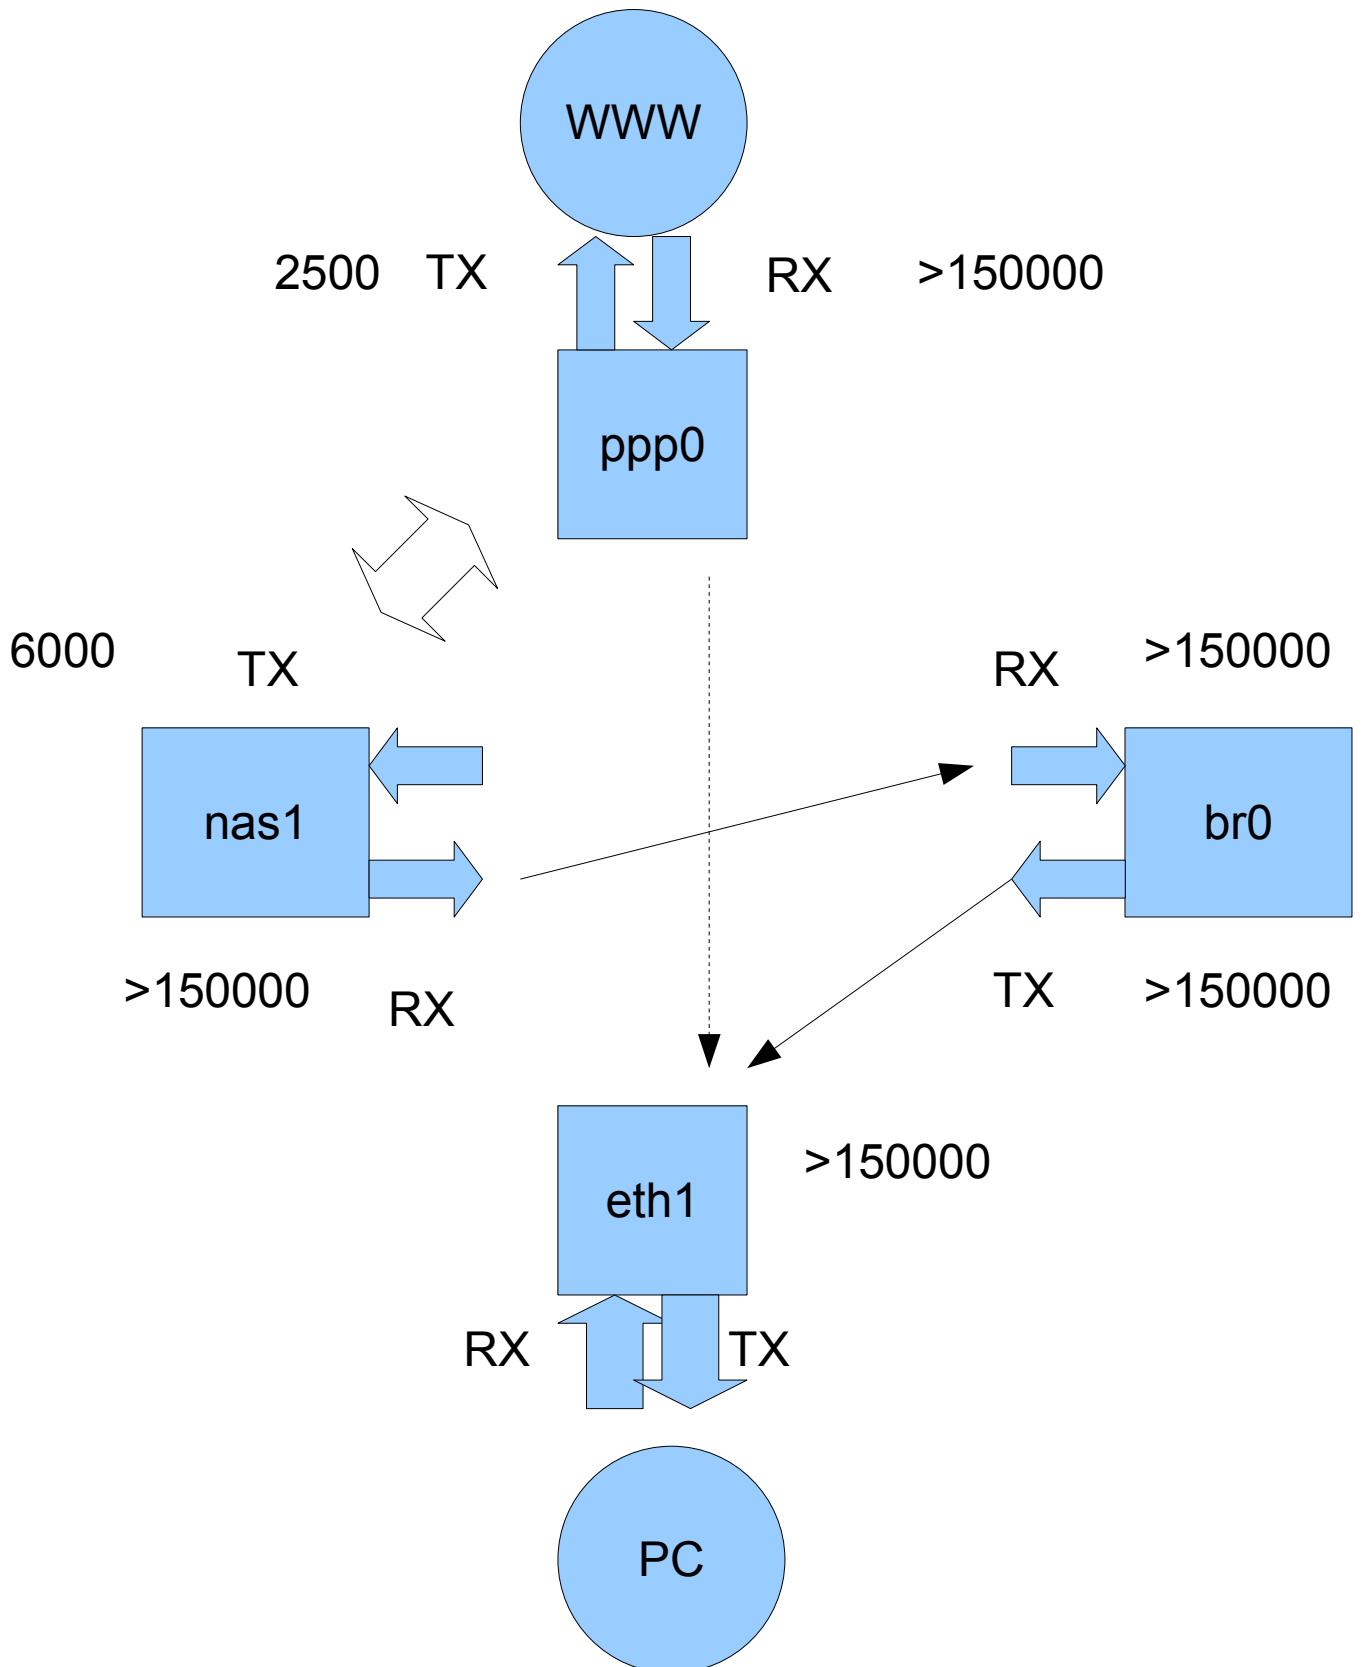 WWW
2500 TX RX >150000
ppp0
6000 TX RX >150000
nas1 br0
>150000 RX TX >150000
eth1 >150000
RX TX
PC